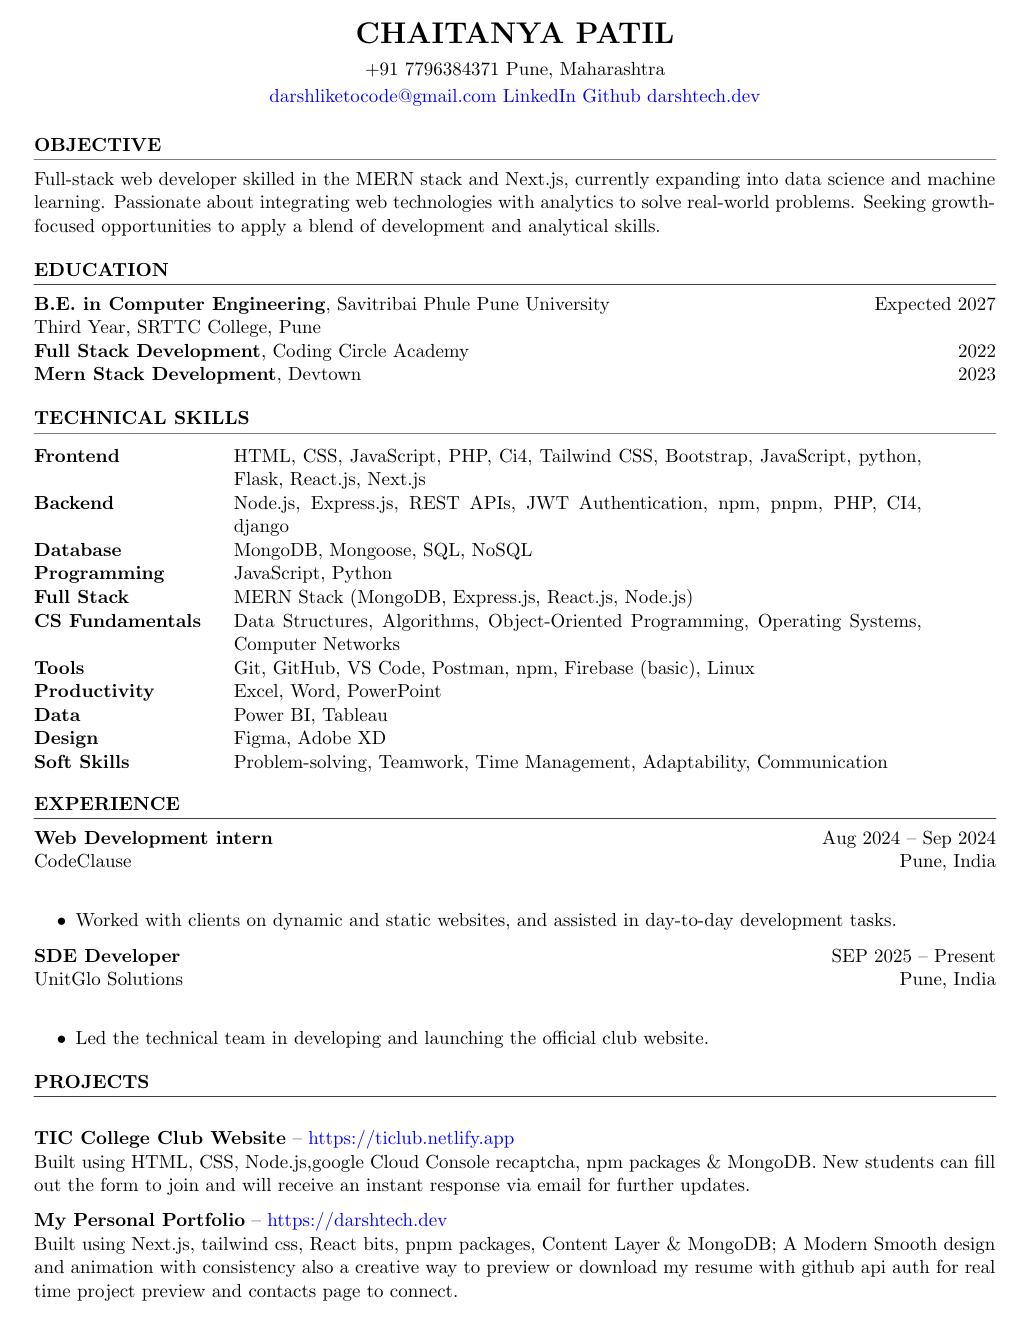 CHAITANYA PATIL
+91 7796384371 Pune, Maharashtra
darshliketocode@gmail.com LinkedIn Github darshtech.dev
OBJECTIVE
Full-stack web developer skilled in the MERN stack and Next.js, currently expanding into data science and machine
learning. Passionate about integrating web technologies with analytics to solve real-world problems. Seeking growth-
focused opportunities to apply a blend of development and analytical skills.
EDUCATION
B.E. in Computer Engineering, Savitribai Phule Pune University Expected 2027
Third Year, SRTTC College, Pune
Full Stack Development, Coding Circle Academy 2022
Mern Stack Development, Devtown 2023
TECHNICAL SKILLS
Frontend HTML, CSS, JavaScript, PHP, Ci4, Tailwind CSS, Bootstrap, JavaScript, python,
Flask, React.js, Next.js
Backend Node.js, Express.js, REST APIs, JWT Authentication, npm, pnpm, PHP, CI4,
django
Database MongoDB, Mongoose, SQL, NoSQL
Programming JavaScript, Python
Full Stack MERN Stack (MongoDB, Express.js, React.js, Node.js)
CS Fundamentals Data Structures, Algorithms, Object-Oriented Programming, Operating Systems,
Computer Networks
Tools Git, GitHub, VS Code, Postman, npm, Firebase (basic), Linux
Productivity Excel, Word, PowerPoint
Data Power BI, Tableau
Design Figma, Adobe XD
Soft Skills Problem-solving, Teamwork, Time Management, Adaptability, Communication
EXPERIENCE
Web Development intern Aug 2024 – Sep 2024
CodeClause Pune, India
• Worked with clients on dynamic and static websites, and assisted in day-to-day development tasks.
SDE Developer SEP 2025 – Present
UnitGlo Solutions Pune, India
• Led the technical team in developing and launching the official club website.
PROJECTS
TIC College Club Website – https://ticlub.netlify.app
Built using HTML, CSS, Node.js,google Cloud Console recaptcha, npm packages & MongoDB. New students can fill
out the form to join and will receive an instant response via email for further updates.
My Personal Portfolio – https://darshtech.dev
Built using Next.js, tailwind css, React bits, pnpm packages, Content Layer & MongoDB; A Modern Smooth design
and animation with consistency also a creative way to preview or download my resume with github api auth for real
time project preview and contacts page to connect.